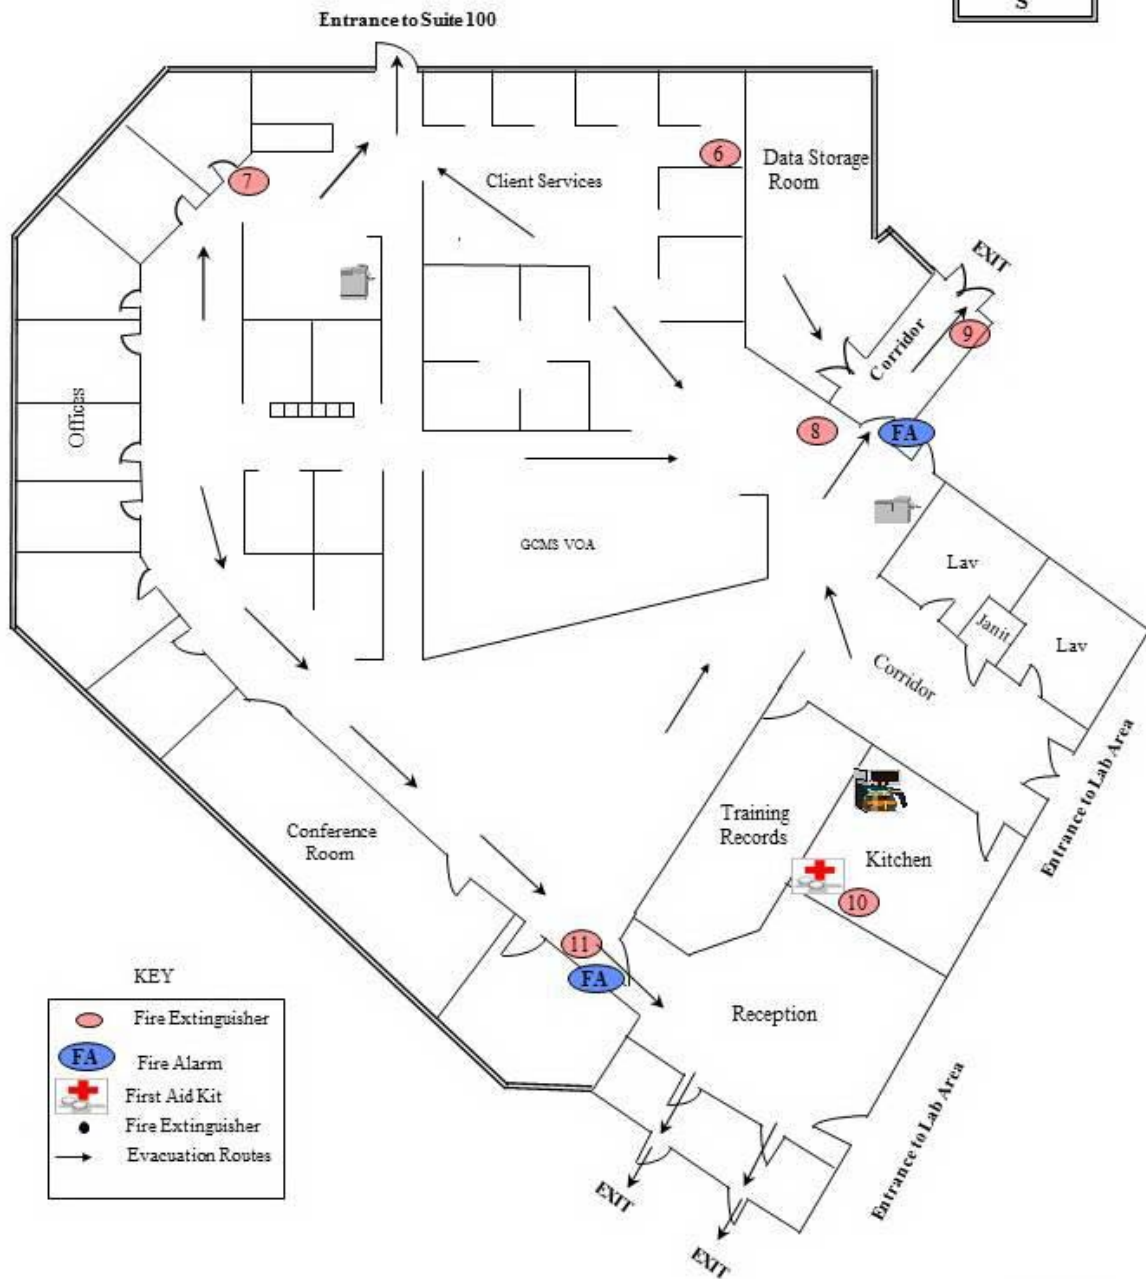 S
Entrance to Suite 100
6
Data Storage
Room
7
Client Services
EXIT
9
Corridor
Offices
8
FA
GCMS VOA
Lav
Janit
Lav
Corridor
Entrance to Lab Area
Training
Records
Kitchen
Conference
Room
10
11
FA
Reception
KEY
Fire Extinguisher
FA
Fire Alarm
First Aid Kit
Fire Extinguisher
Evacuation Routes
Entrance to Lab Area
EXIT
EXIT